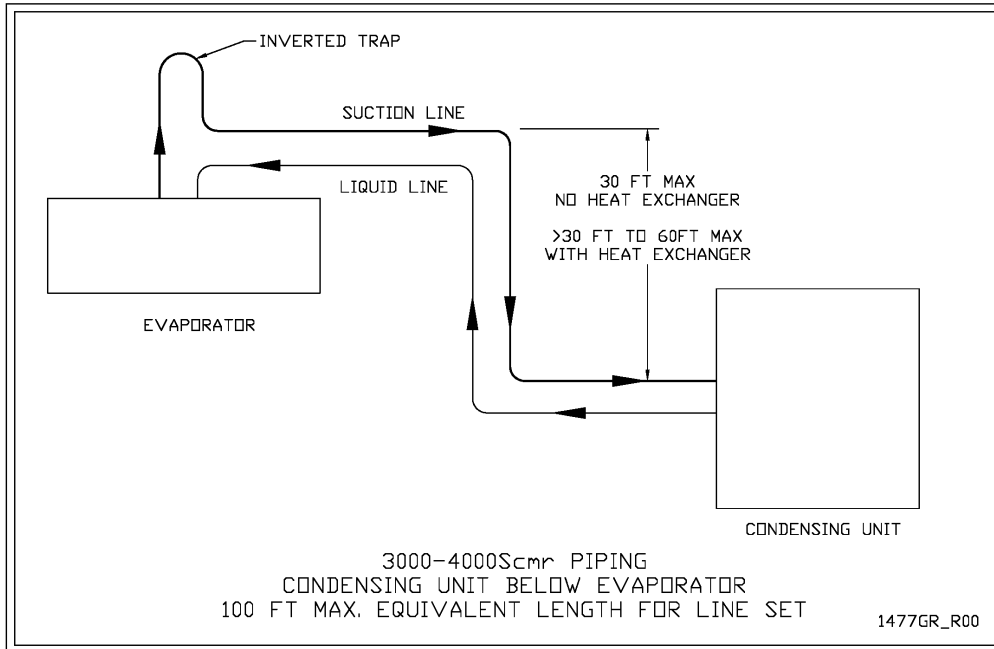 INVERTED TRAP
SUCTION LINE
LIQUID LINE
30 FT MAX
NO HEAT EXCHANGER
>30 FT TO 60FT MAX
WITH HEAT EXCHANGER
EVAPORATOR
CONDENSING UNIT
3000-4000Scmr PIPING
CONDENSING UNIT BELOW EVAPORATOR
100 FT MAX. EQUIVALENT LENGTH FOR LINE SET
1477GR_R00